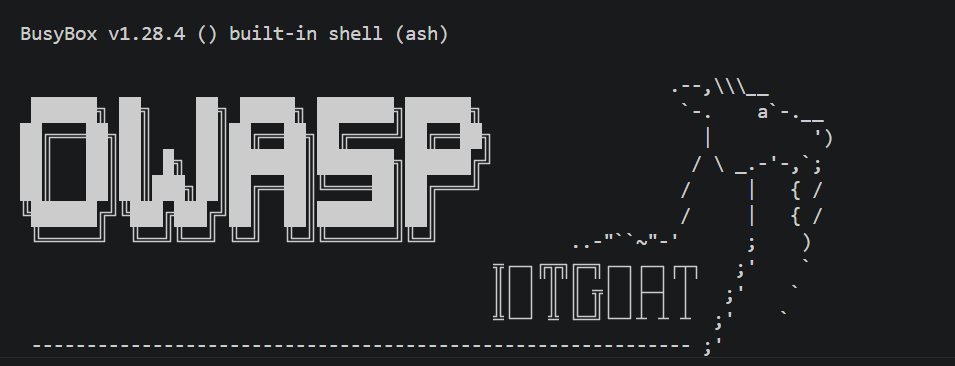 BusyBox v1.28.4 () built-in shell (ash)
OWASP
IOTGOAT